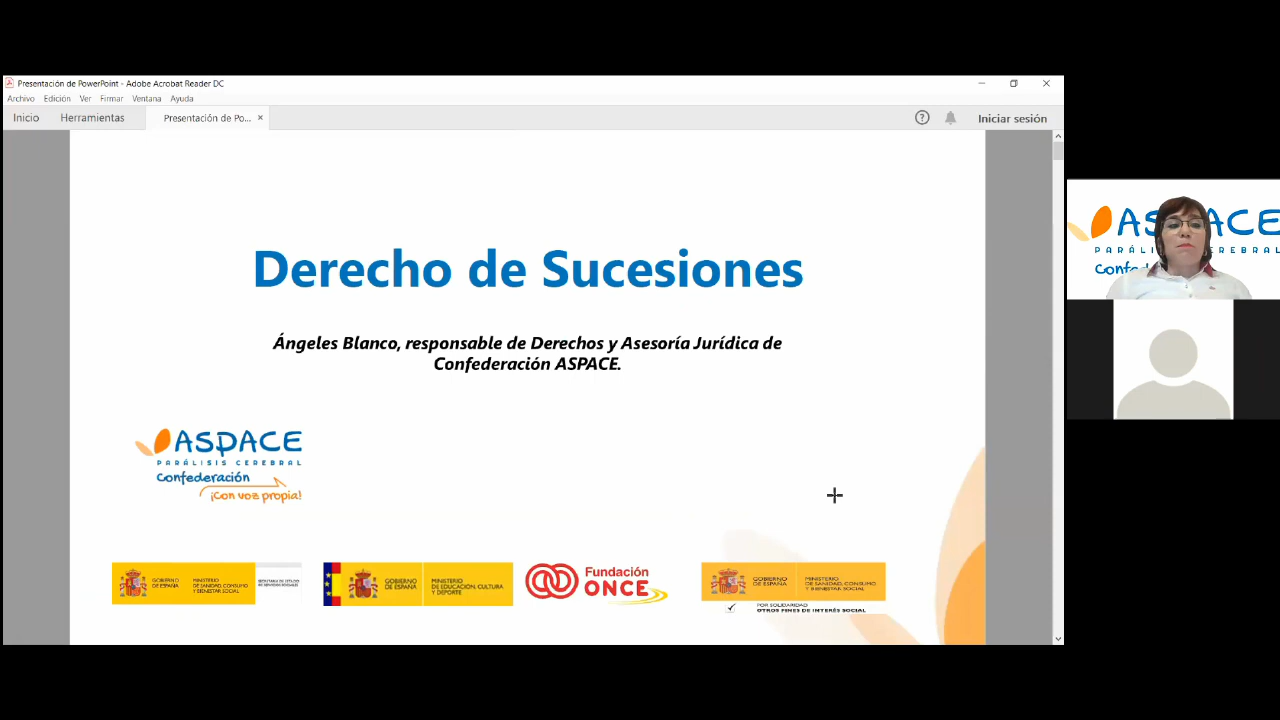 Presentación de PowerPoint - Adobe Acrobat Reader DC
Archivo Edición Ver Firmar Ventana Ayuda
Inicio Herramientas Presentación de Po... × Iniciar sesión
Derecho de Sucesiones
Ángeles Blanco, responsable de Derechos y Asesoría Jurídica de
Confederación ASPACE.
ASPACE
PARÁLISIS CEREBRAL
Confederación
¡Con voz propia!
GOBIERNO
DE ESPAÑA
MINISTERIO
DE SANIDAD, CONSUMO
Y BIENESTAR SOCIAL
GOBIERNO
DE ESPAÑA
MINISTERIO
DE EDUCACIÓN, CULTURA
Y DEPORTE
Fundación
ONCE
GOBIERNO
DE ESPAÑA
MINISTERIO
DE SANIDAD, CONSUMO
Y BIENESTAR SOCIAL
POR SOLIDARIDAD
OTROS FINES DE INTERÉS SOCIAL
ASPACE
PARÁLISIS CEREBRAL